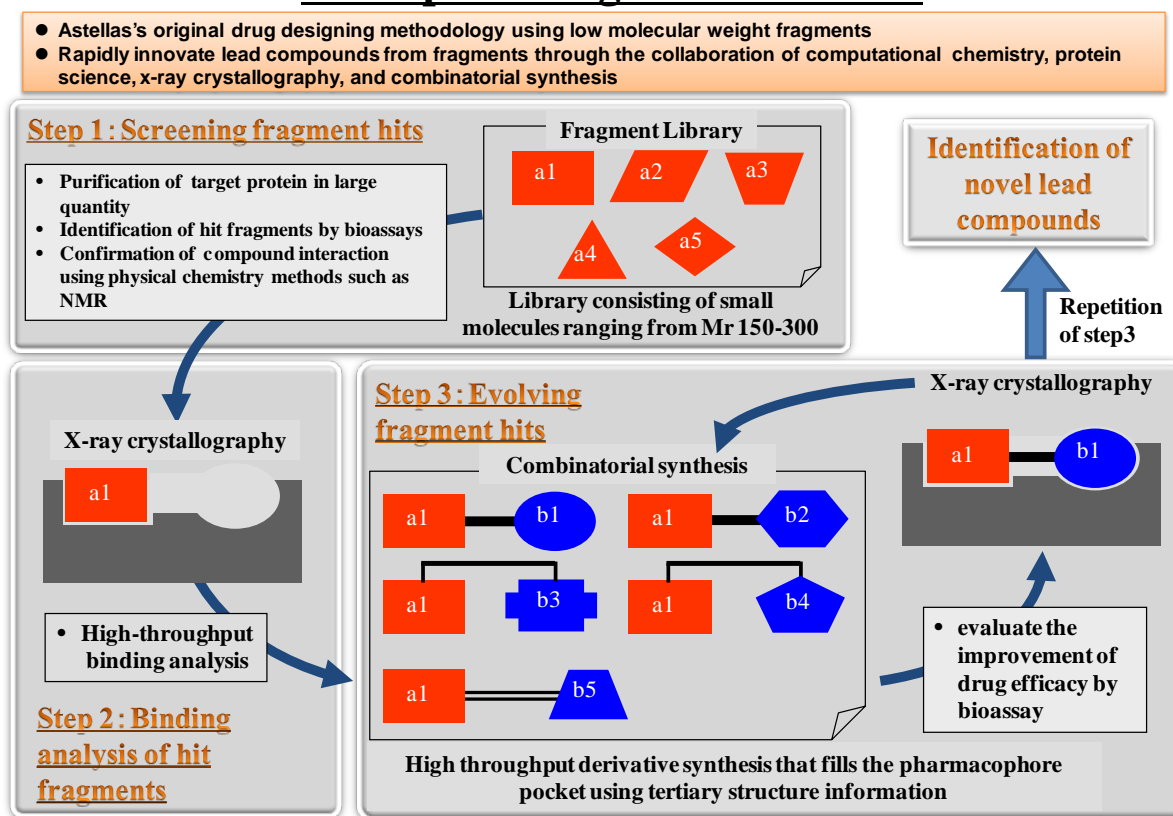 ● Astellas's original drug designing methodology using low molecular weight fragments
● Rapidly innovate lead compounds from fragments through the collaboration of computational chemistry, protein
science, x-ray crystallography, and combinatorial synthesis
Step 1 : Screening fragment hits
• Purification of target protein in large
quantity
• Identification of hit fragments by bioassays
• Confirmation of compound interaction
using physical chemistry methods such as
NMR
Fragment Library
a1
a2
a3
a4
a5
Library consisting of small
molecules ranging from Mr 150-300
Identification of
novel lead
compounds
Repetition
of step3
X-ray crystallography
a1
• High-throughput
binding analysis
Step 2 : Binding
analysis of hit
fragments
Step 3 : Evolving
fragment hits
Combinatorial synthesis
a1
b1
a1
b2
a1
b3
a1
b4
a1
b5
High throughput derivative synthesis that fills the pharmacophore
pocket using tertiary structure information
X-ray crystallography
a1
b1
• evaluate the
improvement of
drug efficacy by
bioassay